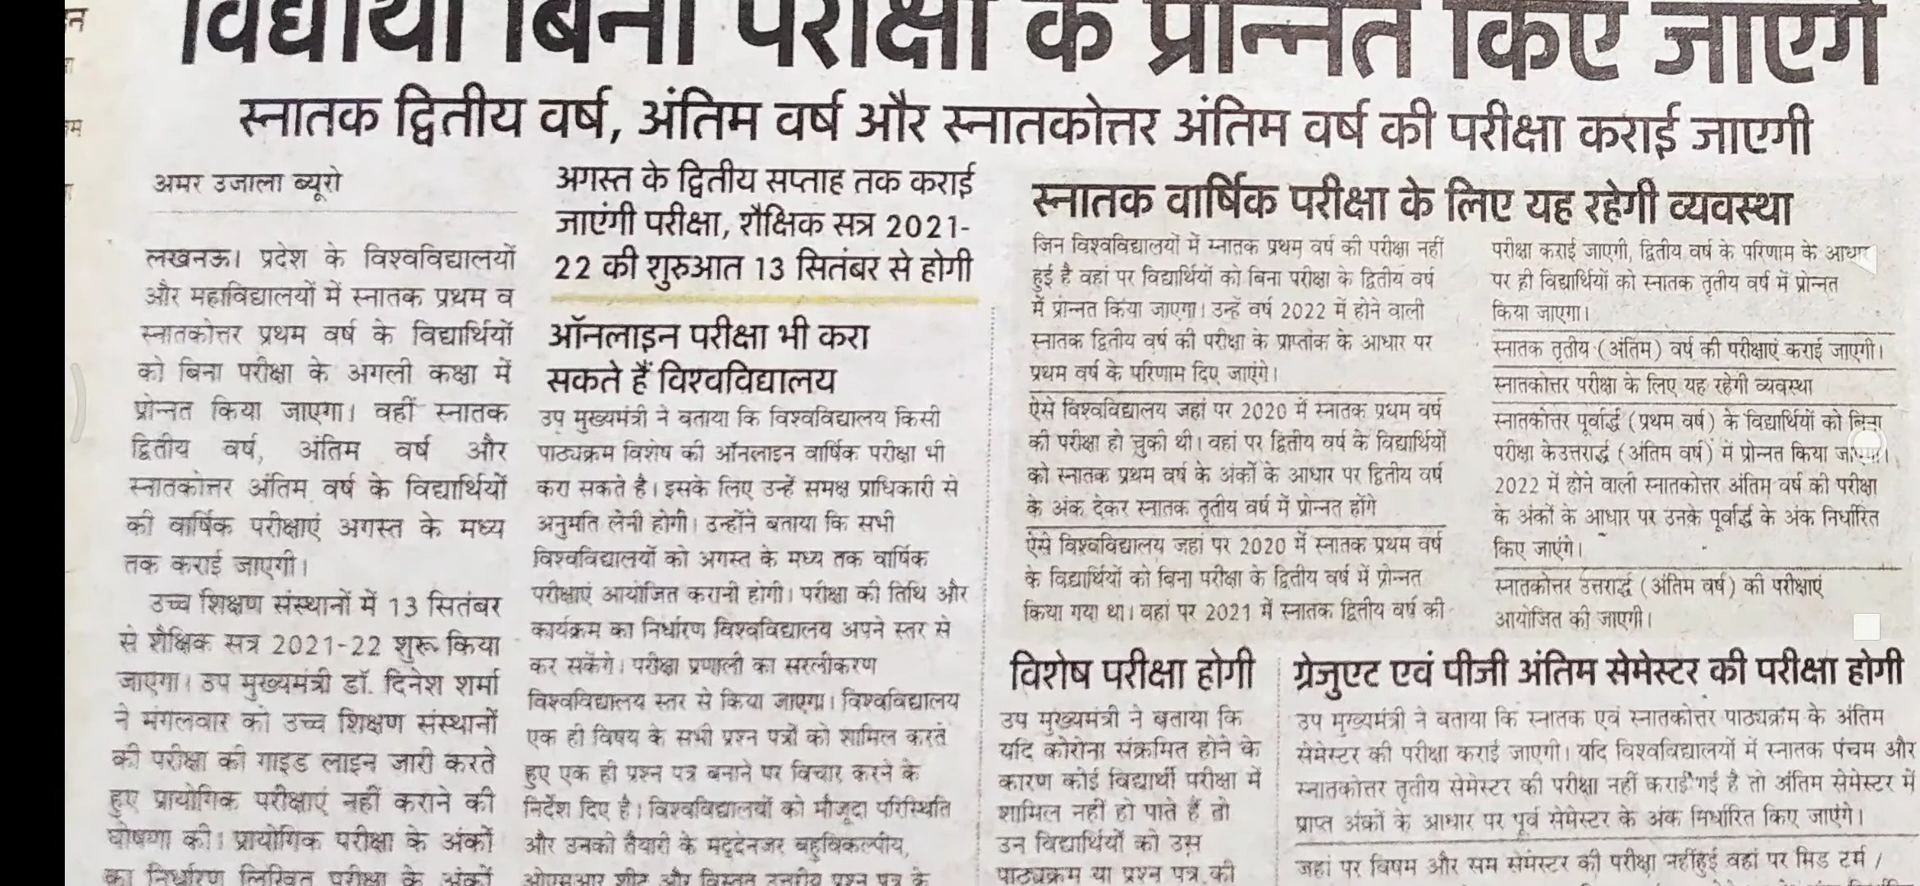 विद्यार्थी बिना परीक्षा के प्रोन्नत किए जाएंगे
स्नातक द्वितीय वर्ष, अंतिम वर्ष और स्नातकोत्तर अंतिम वर्ष की परीक्षा कराई जाएगी
अमर उजाला ब्यूरो
लखनऊ। प्रदेश के विश्वविद्यालयों
और महाविद्यालयों में स्नातक प्रथम व
स्नातकोत्तर प्रथम वर्ष के विद्यार्थियों
को बिना परीक्षा के अगली कक्षा में
प्रोन्नत किया जाएगा। वहीं स्नातक
द्वितीय वर्ष, अंतिम वर्ष और
स्नातकोत्तर अंतिम वर्ष के विद्यार्थियों
की वार्षिक परीक्षाएं अगस्त के मध्य
तक कराई जाएगी।
उच्च शिक्षण संस्थानों में 13 सितंबर
से शैक्षिक सत्र 2021-22 शुरू किया
जाएगा। उप मुख्यमंत्री डॉ. दिनेश शर्मा
ने मंगलवार को उच्च शिक्षण संस्थानों
की परीक्षा की गाइड लाइन जारी करते
हुए प्रायोगिक परीक्षाएं नहीं कराने की
घोषणा की। प्रायोगिक परीक्षा के अंकों
का निर्धारण लिखित परीक्षा के अंकों
अगस्त के द्वितीय सप्ताह तक कराई
जाएंगी परीक्षा, शैक्षिक सत्र 2021-
22 की शुरुआत 13 सितंबर से होगी
ऑनलाइन परीक्षा भी करा
सकते हैं विश्वविद्यालय
उप मुख्यमंत्री ने बताया कि विश्वविद्यालय किसी
पाठ्यक्रम विशेष की ऑनलाइन वार्षिक परीक्षा भी
करा सकते है। इसके लिए उन्हें समक्ष प्राधिकारी से
अनुमति लेनी होगी। उन्होंने बताया कि सभी
विश्वविद्यालयों को अगस्त के मध्य तक वार्षिक
परीक्षाएं आयोजित करानी होगी। परीक्षा की तिथि और
कार्यक्रम का निर्धारण विश्वविद्यालय अपने स्तर से
कर सकेंगे। परीक्षा प्रणाली का सरलीकरण
विश्वविद्यालय स्तर से किया जाएगा। विश्वविद्यालय
एक ही विषय के सभी प्रश्न पत्रों को शामिल करते
हुए एक ही प्रश्न पत्र बनाने पर विचार करने के
निर्देश दिए है। विश्वविद्यालयों को मौजूदा परिस्थिति
और उनकी तैयारी के मद्देनजर बहुविकल्पीय,
ओएमआर शीट और विस्तृत उत्तरीय प्रश्न पत्र के
स्नातक वार्षिक परीक्षा के लिए यह रहेगी व्यवस्था
जिन विश्वविद्यालयों में स्नातक प्रथम वर्ष की परीक्षा नहीं
हुई है वहां पर विद्यार्थियों को बिना परीक्षा के द्वितीय वर्ष
में प्रोन्नत किया जाएगा। उन्हें वर्ष 2022 में होने वाली
स्नातक द्वितीय वर्ष की परीक्षा के प्राप्तांक के आधार पर
प्रथम वर्ष के परिणाम दिए जाएंगे।
ऐसे विश्वविद्यालय जहां पर 2020 में स्नातक प्रथम वर्ष
की परीक्षा हो चुकी थी। वहां पर द्वितीय वर्ष के विद्यार्थियों
को स्नातक प्रथम वर्ष के अंकों के आधार पर द्वितीय वर्ष
के अंक देकर स्नातक तृतीय वर्ष में प्रोन्नत होंगे
ऐसे विश्वविद्यालय जहां पर 2020 में स्नातक प्रथम वर्ष
के विद्यार्थियों को बिना परीक्षा के द्वितीय वर्ष में प्रोन्नत
किया गया था। वहां पर 2021 में स्नातक द्वितीय वर्ष की
परीक्षा कराई जाएगी, द्वितीय वर्ष के परिणाम के आधार
पर ही विद्यार्थियों को स्नातक तृतीय वर्ष में प्रोन्नत
किया जाएगा।
स्नातक तृतीय (अंतिम) वर्ष की परीक्षाएं कराई जाएगी।
स्नातकोत्तर परीक्षा के लिए यह रहेगी व्यवस्था
स्नातकोत्तर पूर्वार्द्ध (प्रथम वर्ष) के विद्यार्थियों को बिना
परीक्षा केउत्तरार्द्ध (अंतिम वर्ष) में प्रोन्नत किया जाएगा।
2022 में होने वाली स्नातकोत्तर अंतिम वर्ष की परीक्षा
के अंकों के आधार पर उनके पूर्वार्द्ध के अंक निर्धारित
किए जाएंगे।
स्नातकोत्तर उत्तरार्द्ध (अंतिम वर्ष) की परीक्षाएं
आयोजित की जाएगी।
विशेष परीक्षा होगी
उप मुख्यमंत्री ने बताया कि
यदि कोरोना संक्रमित होने के
कारण कोई विद्यार्थी परीक्षा में
शामिल नहीं हो पाते हैं तो
उन विद्यार्थियों को उस
पाठ्यक्रम या प्रश्न पत्र की
ग्रेजुएट एवं पीजी अंतिम सेमेस्टर की परीक्षा होगी
उप मुख्यमंत्री ने बताया कि स्नातक एवं स्नातकोत्तर पाठ्यक्रम के अंतिम
सेमेस्टर की परीक्षा कराई जाएगी। यदि विश्वविद्यालयों में स्नातक पंचम और
स्नातकोत्तर तृतीय सेमेस्टर की परीक्षा नहीं कराई गई है तो अंतिम सेमेस्टर में
प्राप्त अंकों के आधार पर पूर्व सेमेस्टर के अंक निर्धारित किए जाएंगे।
जहां पर विषम और सम सेमेस्टर की परीक्षा नहींहुई वहां पर मिड टर्म /